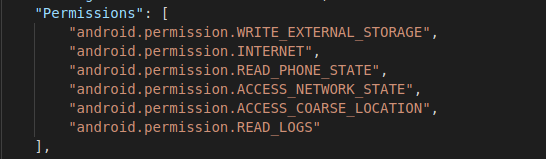 "Permissions": [
"android.permission.WRITE_EXTERNAL_STORAGE",
"android.permission.INTERNET",
"android.permission.READ_PHONE_STATE",
"android.permission.ACCESS_NETWORK_STATE",
"android.permission.ACCESS_COARSE_LOCATION",
"android.permission.READ_LOGS"
],